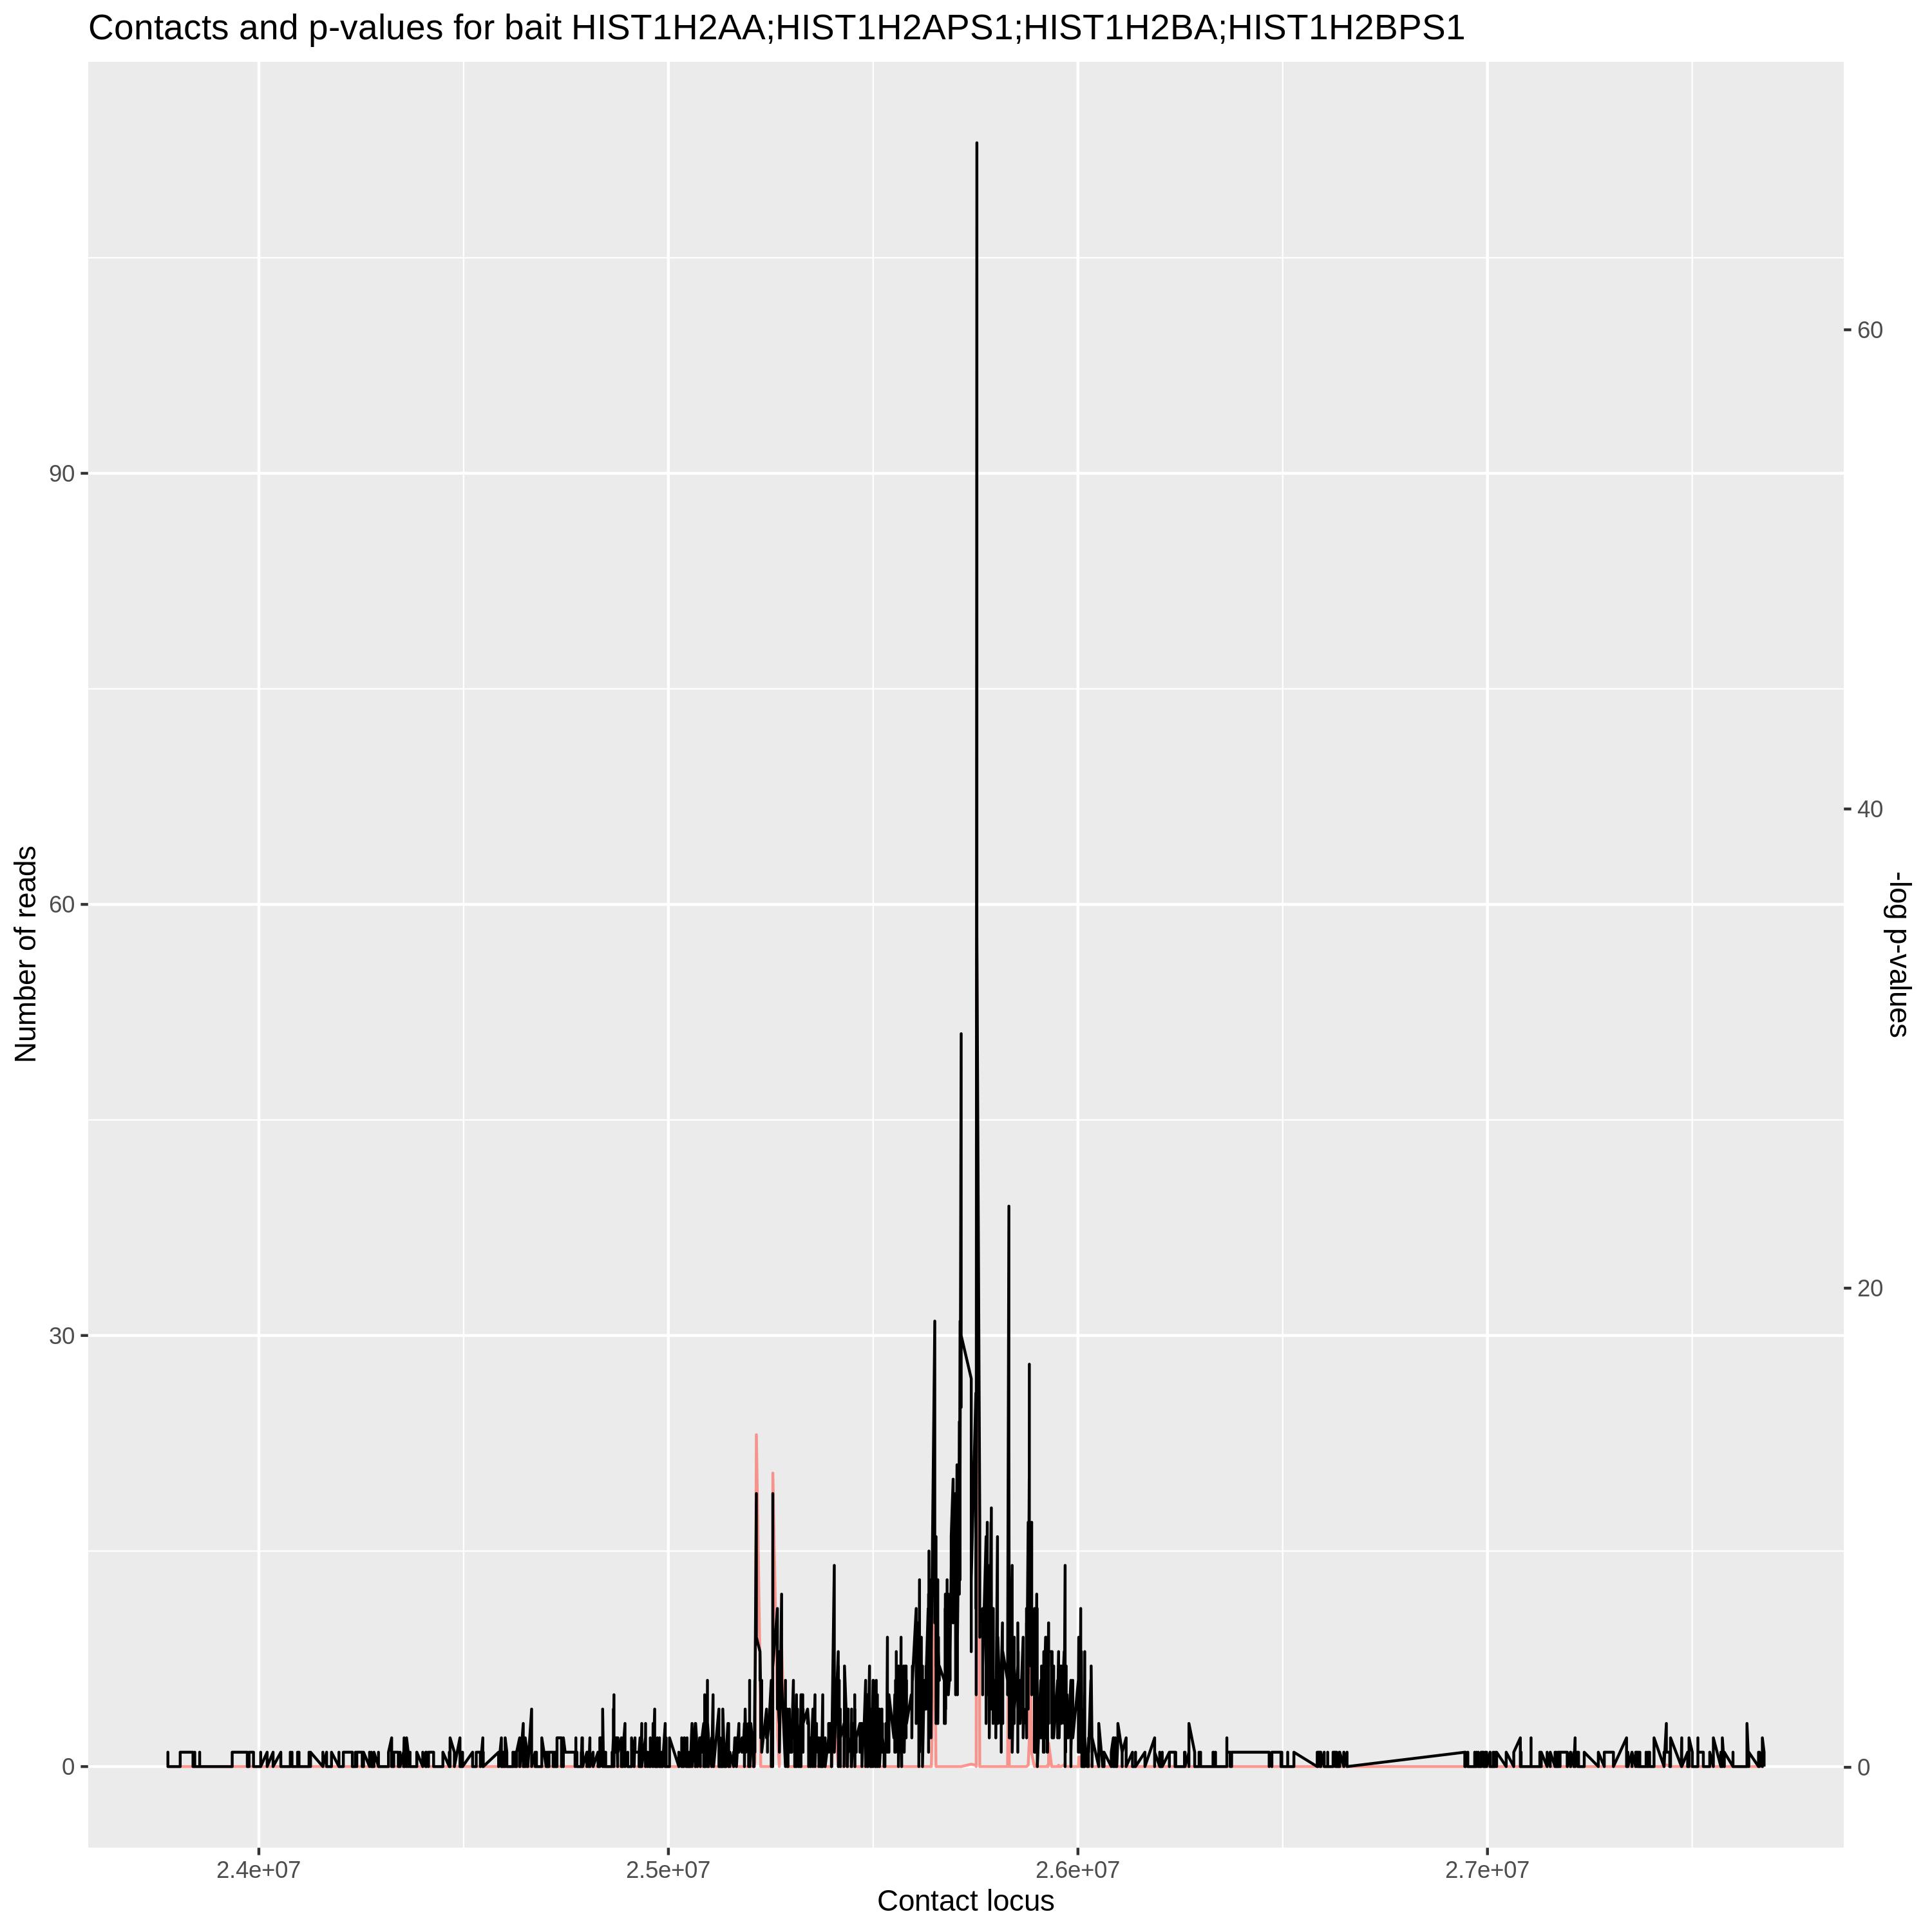 Contacts and p-values for bait HIST1H2AA;HIST1H2APS1;HIST1H2BA;HIST1H2BPS1
Number of reads
90
60
30
0
60
40
20
0
-log p-values
2.4e+07 2.5e+07 2.6e+07 2.7e+07
Contact locus